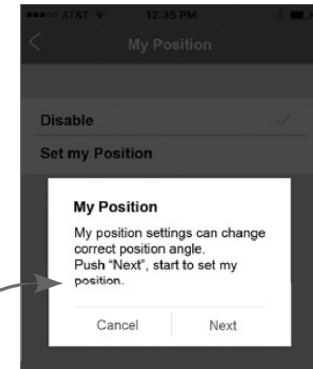 AT&T 12:35 PM
My Position
Disable
Set my Position
My Position
My position settings can change
correct position angle.
Push “Next”, start to set my
position.
Cancel Next